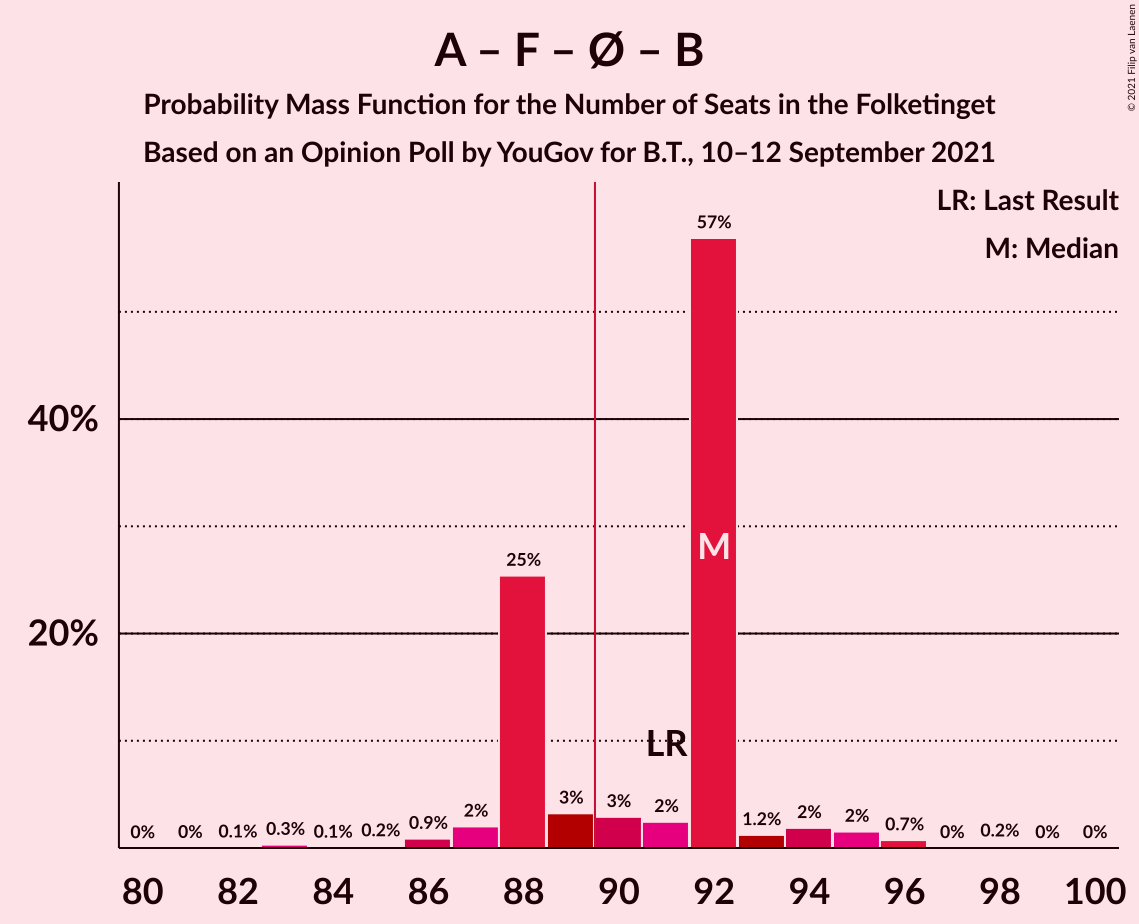 A – F – Ø – B
Probability Mass Function for the Number of Seats in the Folketinget
Based on an Opinion Poll by YouGov for B.T., 10–12 September 2021
© 2021 Filip van Laenen
LR: Last Result
M: Median
57%
40%
M
25%
20%
LR
0% 0% 0.1% 0.3% 0.1% 0.2% 0.9% 2% 3% 3% 2% 1.2% 2% 2% 0.7% 0% 0.2% 0% 0%
80 82 84 86 88 90 92 94 96 98 100